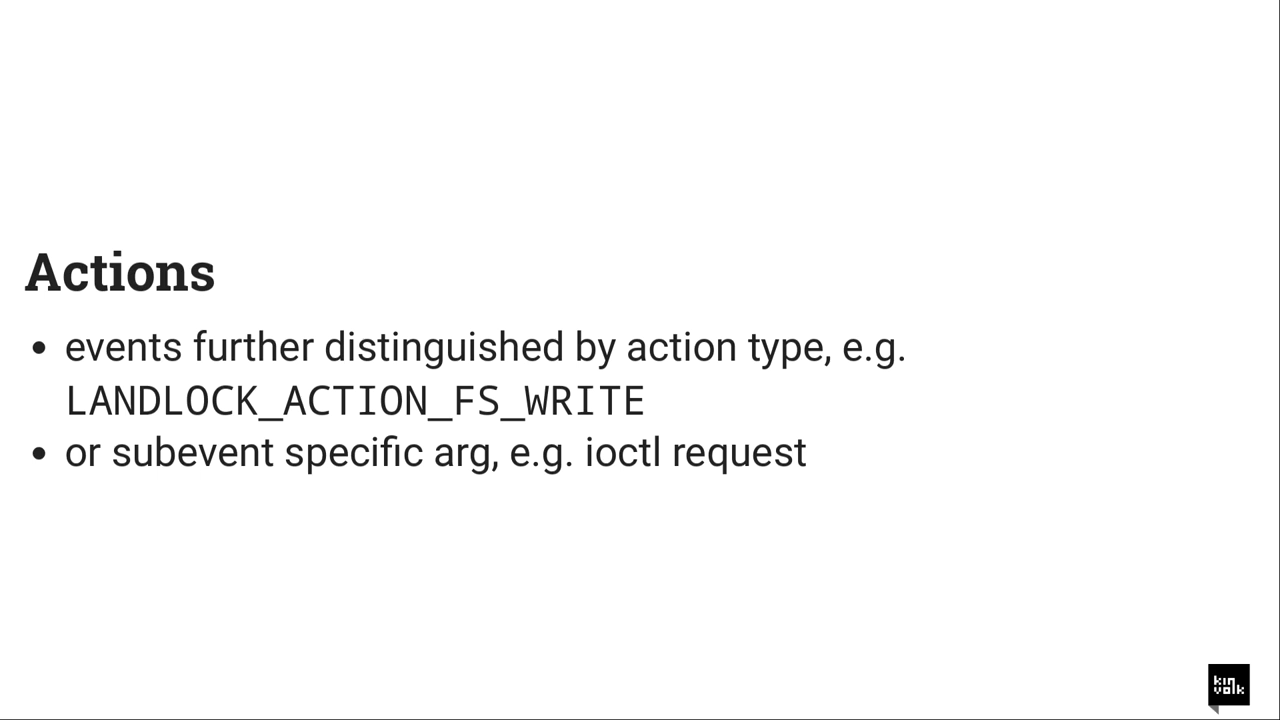 Actions
• events further distinguished by action type, e.g.
LANDLOCK_ACTION_FS_WRITE
• or subevent specific arg, e.g. ioctl request
kin
volk